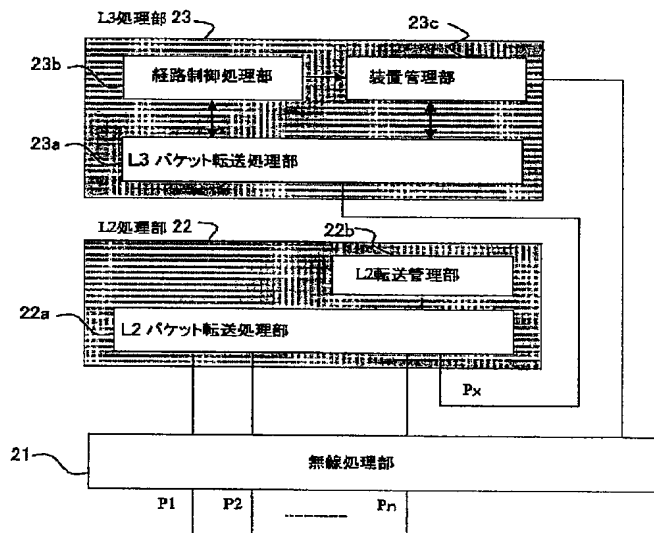 L3処理部 23
23c
23b
経路制御処理部
装置管理部
23a
L3 パケット転送処理部
L2処理部 22
22b
L2転送管理部
22a
L2 パケット転送処理部
Px
21
無線処理部
P1
P2
Pn